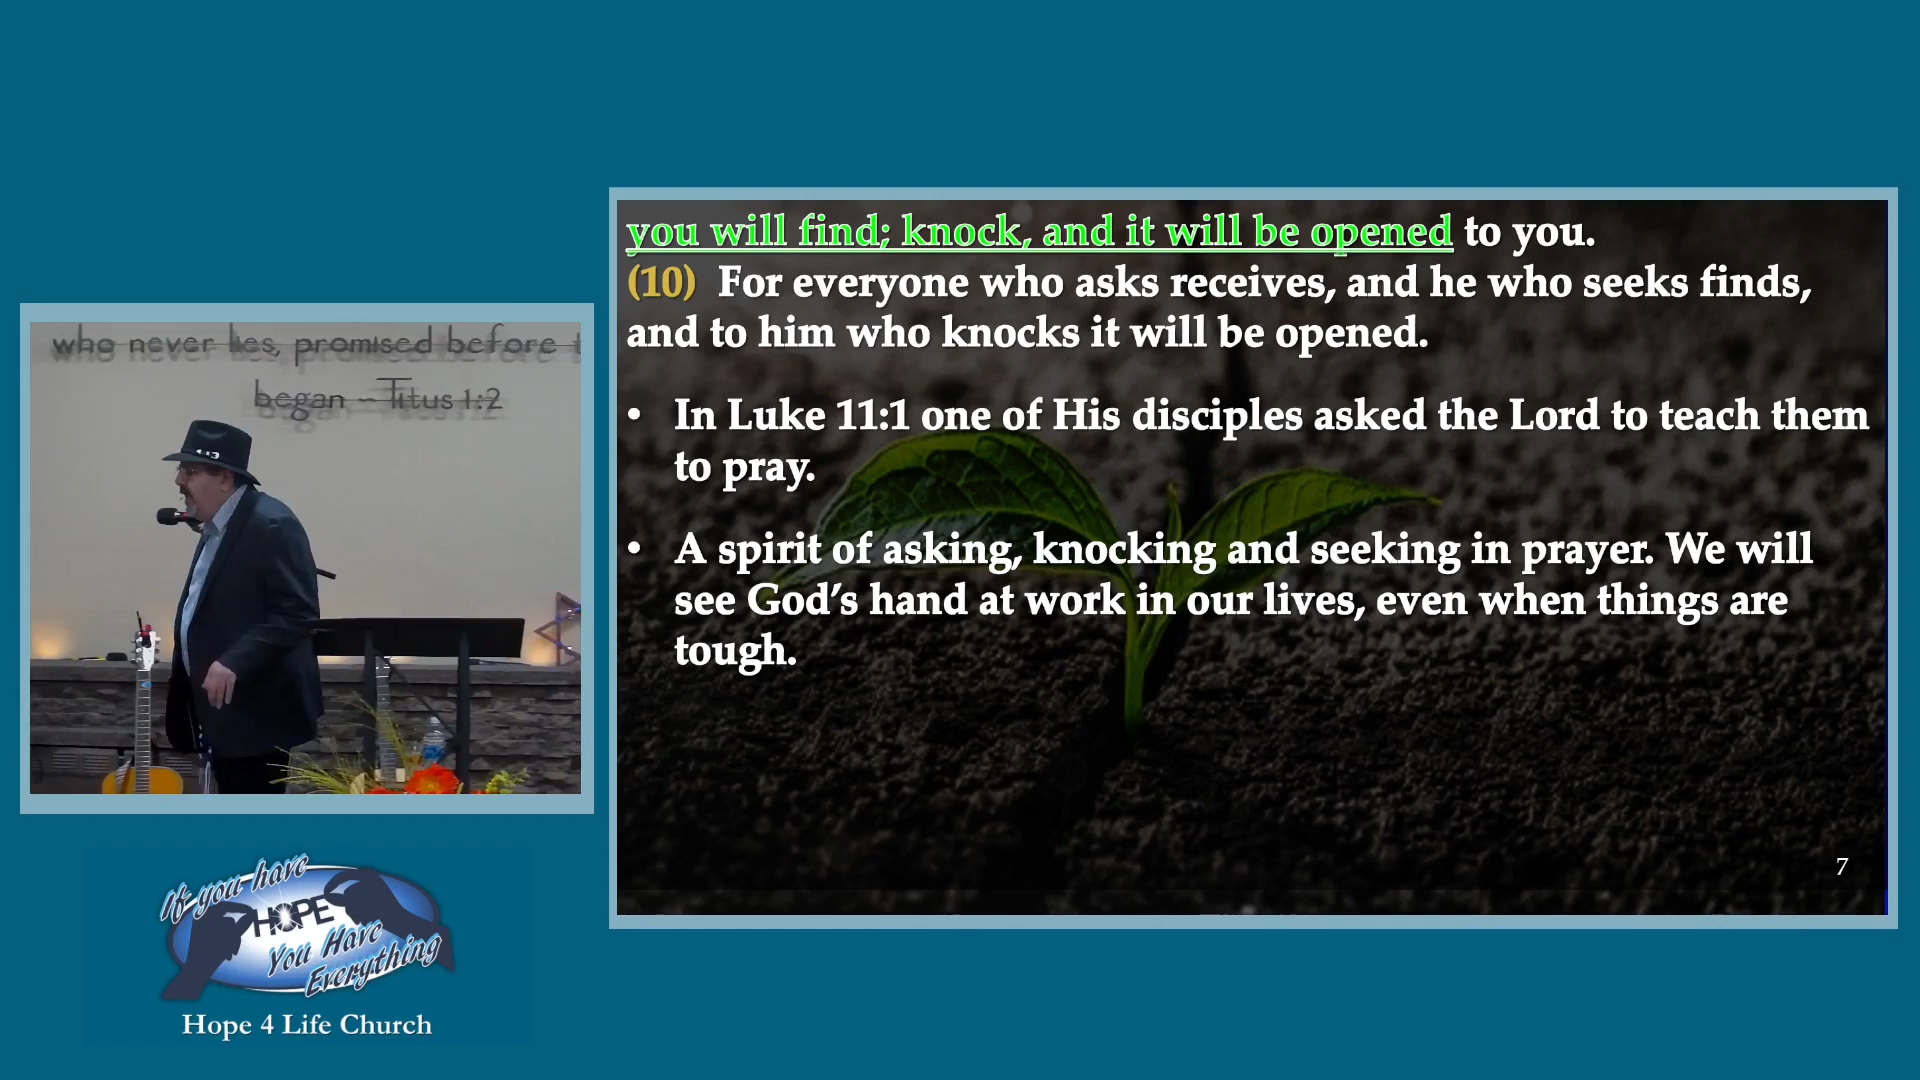 you will find; knock, and it will be opened to you.
(10) For everyone who asks receives, and he who seeks finds,
and to him who knocks it will be opened.
• In Luke 11:1 one of His disciples asked the Lord to teach them
to pray.
• A spirit of asking, knocking and seeking in prayer. We will
see God's hand at work in our lives, even when things are
tough.
7
who never lies, promised before
began ~ Titus 1:2
If you have
HOPE
You Have
Everything
Hope 4 Life Church